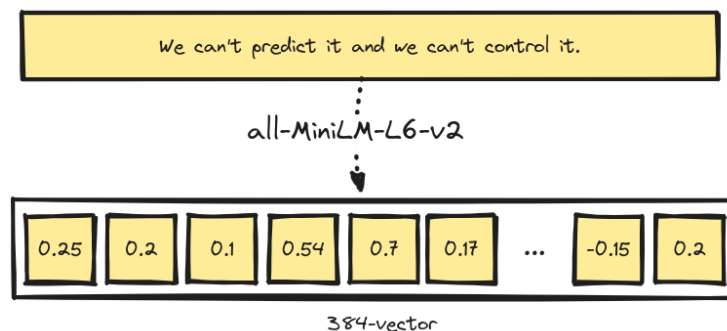 We can't predict it and we can't control it.
all-MiniLM-L6-v2
0.25 0.2 0.1 0.54 0.7 0.17 ... -0.15 0.2
384-vector